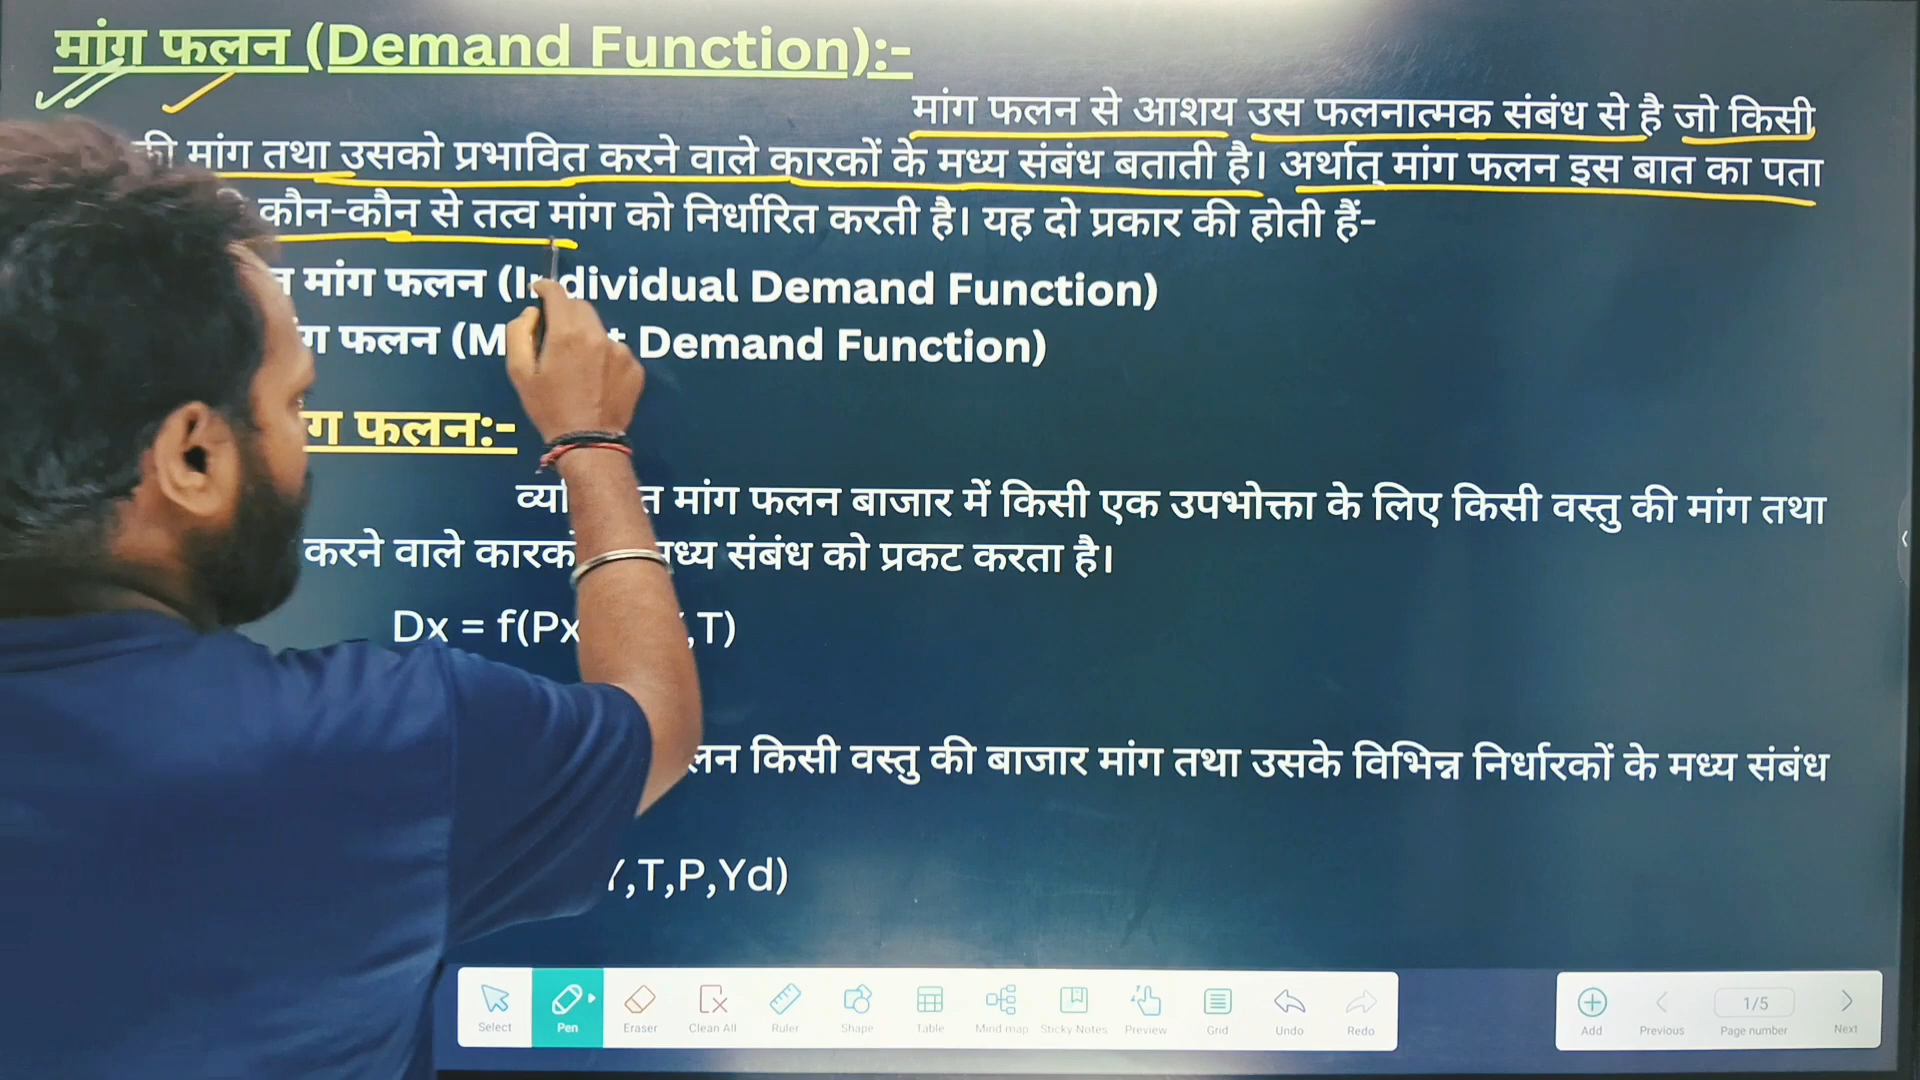 मांग फलन (Demand Function):-
मांग फलन से आशय उस फलनात्मक संबंध से है जो किसी
की मांग तथा उसको प्रभावित करने वाले कारकों के मध्य संबंध बताती है। अर्थात् मांग फलन इस बात का पता
कौन-कौन से तत्व मांग को निर्धारित करती है। यह दो प्रकार की होती हैं-
मांग फलन (Individual Demand Function)
फलन (Demand Function)
फलन:-
मांग फलन बाजार में किसी एक उपभोक्ता के लिए किसी वस्तु की मांग तथा
करने वाले संबंध को प्रकट करता है।
Dx = f(Px ,T)
किसी वस्तु की बाजार मांग तथा उसके विभिन्न निर्धारकों के मध्य संबंध
,T,P,Yd)
Select Pen Eraser Clean All Ruler Shape Table Mind map Sticky Notes Preview Grid Undo Redo Add Previous 1/5 Page number Next